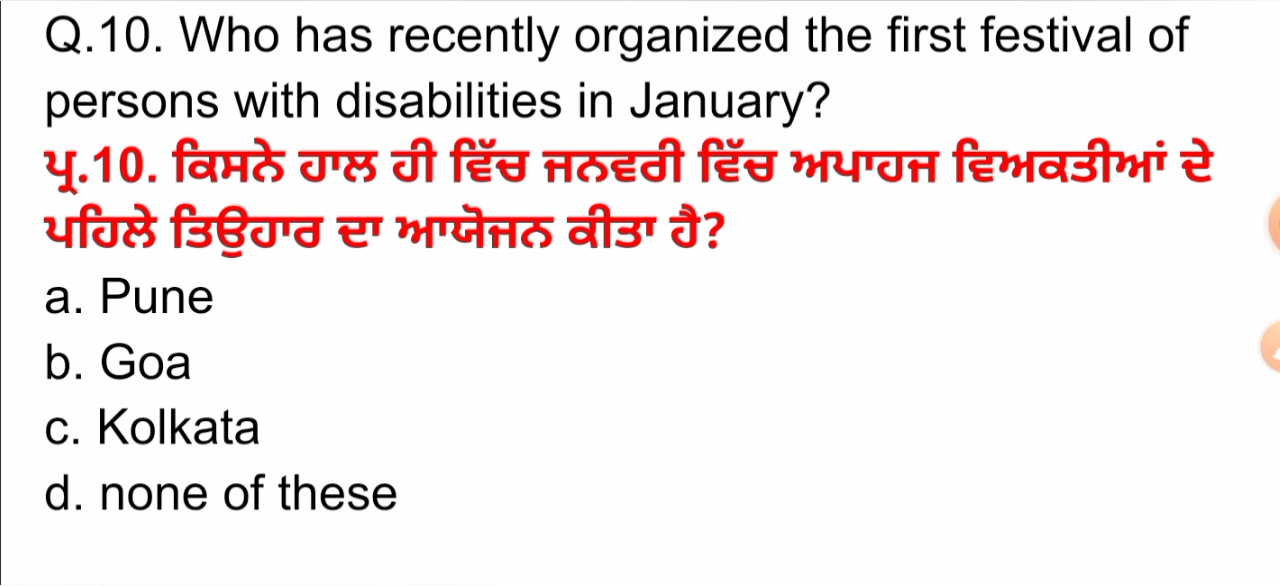 Q.10. Who has recently organized the first festival of
persons with disabilities in January?
ਪ੍ਰ.10. ਕਿਸਨੇ ਹਾਲ ਹੀ ਵਿੱਚ ਜਨਵਰੀ ਵਿੱਚ ਅਪਾਹਜ ਵਿਅਕਤੀਆਂ ਦੇ
ਪਹਿਲੇ ਤਿਉਹਾਰ ਦਾ ਆਯੋਜਨ ਕੀਤਾ ਹੈ?
a. Pune
b. Goa
c. Kolkata
d. none of these